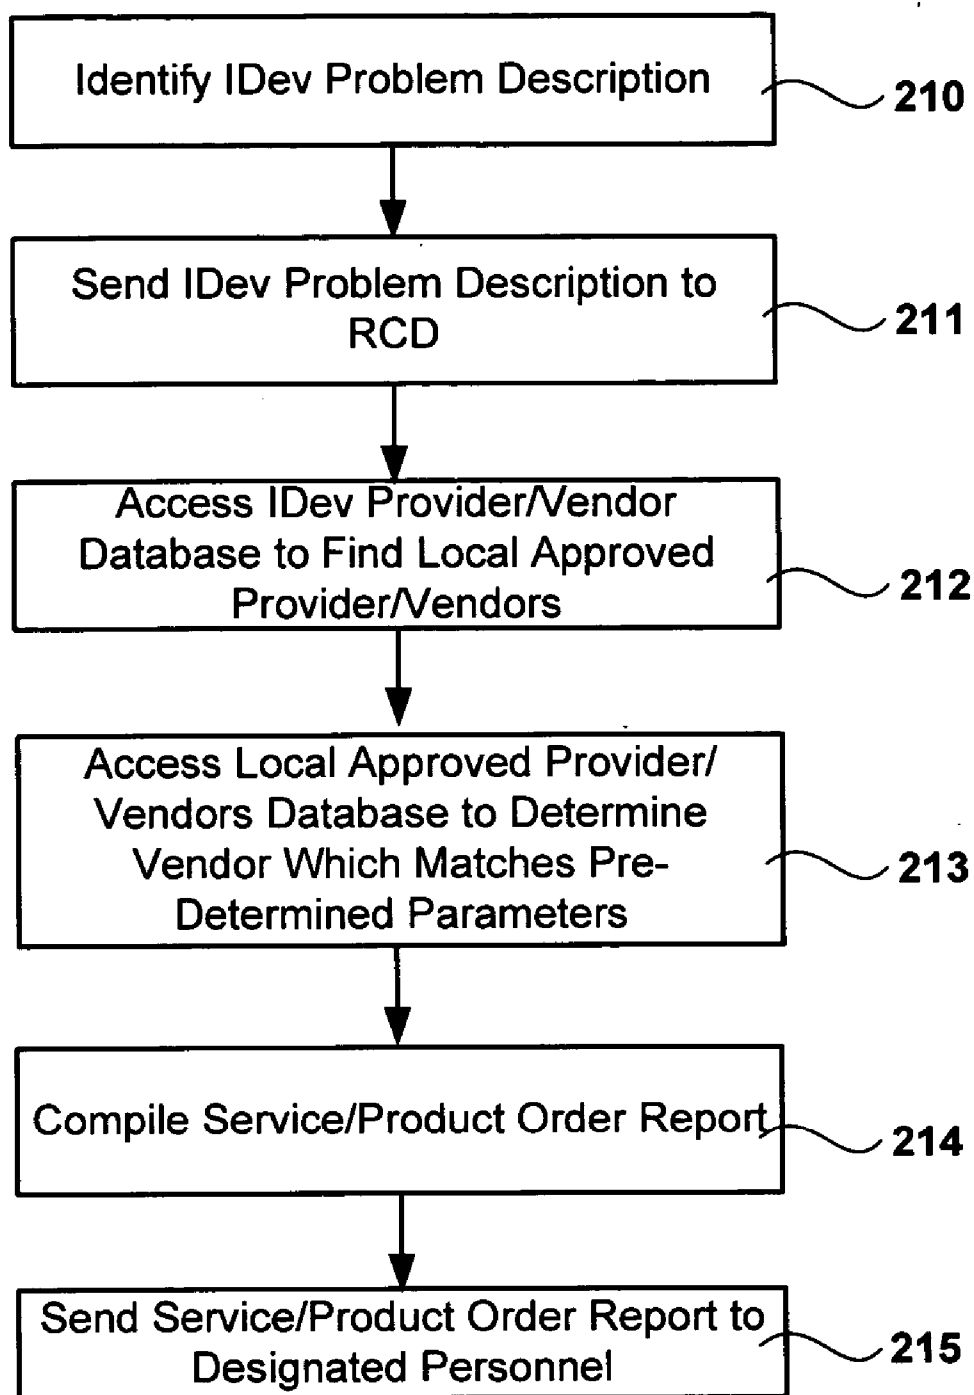 Identify IDev Problem Description
210
Send IDev Problem Description to
RCD
211
Access IDev Provider/Vendor
Database to Find Local Approved
Provider/Vendors
212
Access Local Approved Provider/
Vendors Database to Determine
Vendor Which Matches Pre-
Determined Parameters
213
Compile Service/Product Order Report
214
Send Service/Product Order Report to
Designated Personnel
215